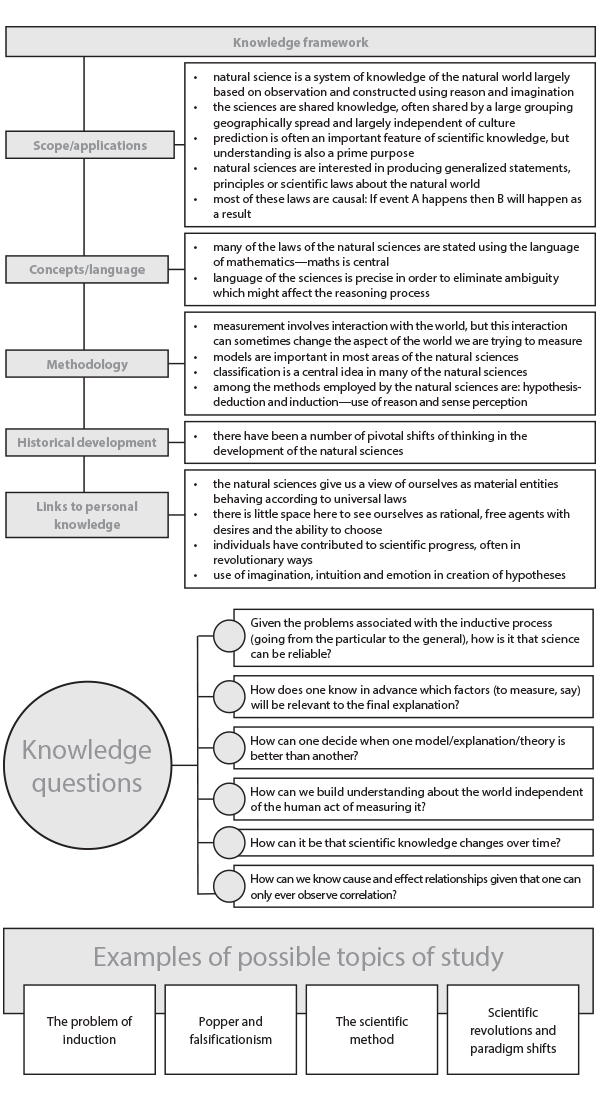 Knowledge framework
Scope/applications
• natural science is a system of knowledge of the natural world largely
based on observation and constructed using reason and imagination
• the sciences are shared knowledge, often shared by a large grouping
geographically spread and largely independent of culture
• prediction is often an important feature of scientific knowledge, but
understanding is also a prime purpose
• natural sciences are interested in producing generalized statements,
principles or scientific laws about the natural world
• most of these laws are causal: If event A happens then B will happen as
a result
Concepts/language
• many of the laws of the natural sciences are stated using the language
of mathematics—maths is central
• language of the sciences is precise in order to eliminate ambiguity
which might affect the reasoning process
Methodology
• measurement involves interaction with the world, but this interaction
can sometimes change the aspect of the world we are trying to measure
• models are important in most areas of the natural sciences
• classification is a central idea in many of the natural sciences
• among the methods employed by the natural sciences are: hypothesis-
deduction and induction—use of reason and sense perception
Historical development
• there have been a number of pivotal shifts of thinking in the
development of the natural sciences
Links to personal
knowledge
• the natural sciences give us a view of ourselves as material entities
behaving according to universal laws
• there is little space here to see ourselves as rational, free agents with
desires and the ability to choose
• individuals have contributed to scientific progress, often in
revolutionary ways
• use of imagination, intuition and emotion in creation of hypotheses
Knowledge
questions
Given the problems associated with the inductive process
(going from the particular to the general), how is it that science
can be reliable?
How does one know in advance which factors (to measure, say)
will be relevant to the final explanation?
How can one decide when one model/explanation/theory is
better than another?
How can we build understanding about the world independent
of the human act of measuring it?
How can it be that scientific knowledge changes over time?
How can we know cause and effect relationships given that one can
only ever observe correlation?
Examples of possible topics of study
The problem of
induction
Popper and
falsificationism
The scientific
method
Scientific
revolutions and
paradigm shifts